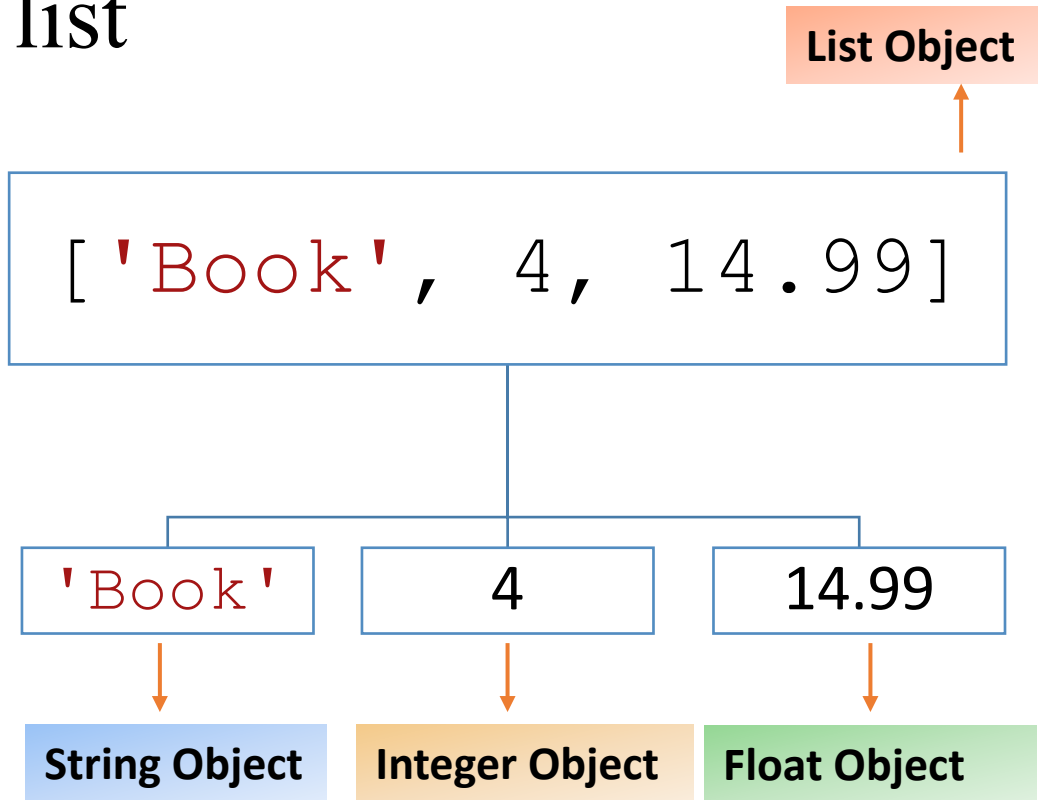 list
List Object
['Book', 4, 14.99]
'Book'
4
14.99
String Object
Integer Object
Float Object